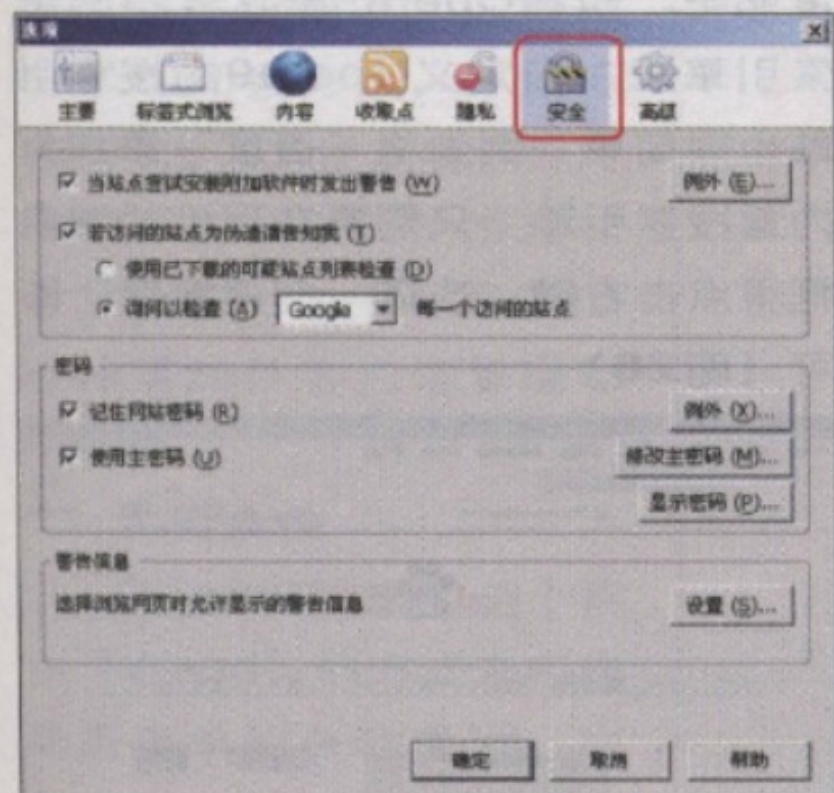 选项
主要 标签式浏览 内容 收取点 隐私 安全 高级
当站点尝试安装附加软件时发出警告 (W) 例外 (E)...
若访问的站点为伪造请告知我 (T)
使用已下载的可疑站点列表检查 (D)
询问以检查 (A) Google 每一个访问的站点
密码
记住网站密码 (R) 例外 (X)...
使用主密码 (U) 修改主密码 (M)...
显示密码 (P)...
警告信息
选择浏览网页时允许显示的警告信息 设置 (S)...
确定 取消 帮助